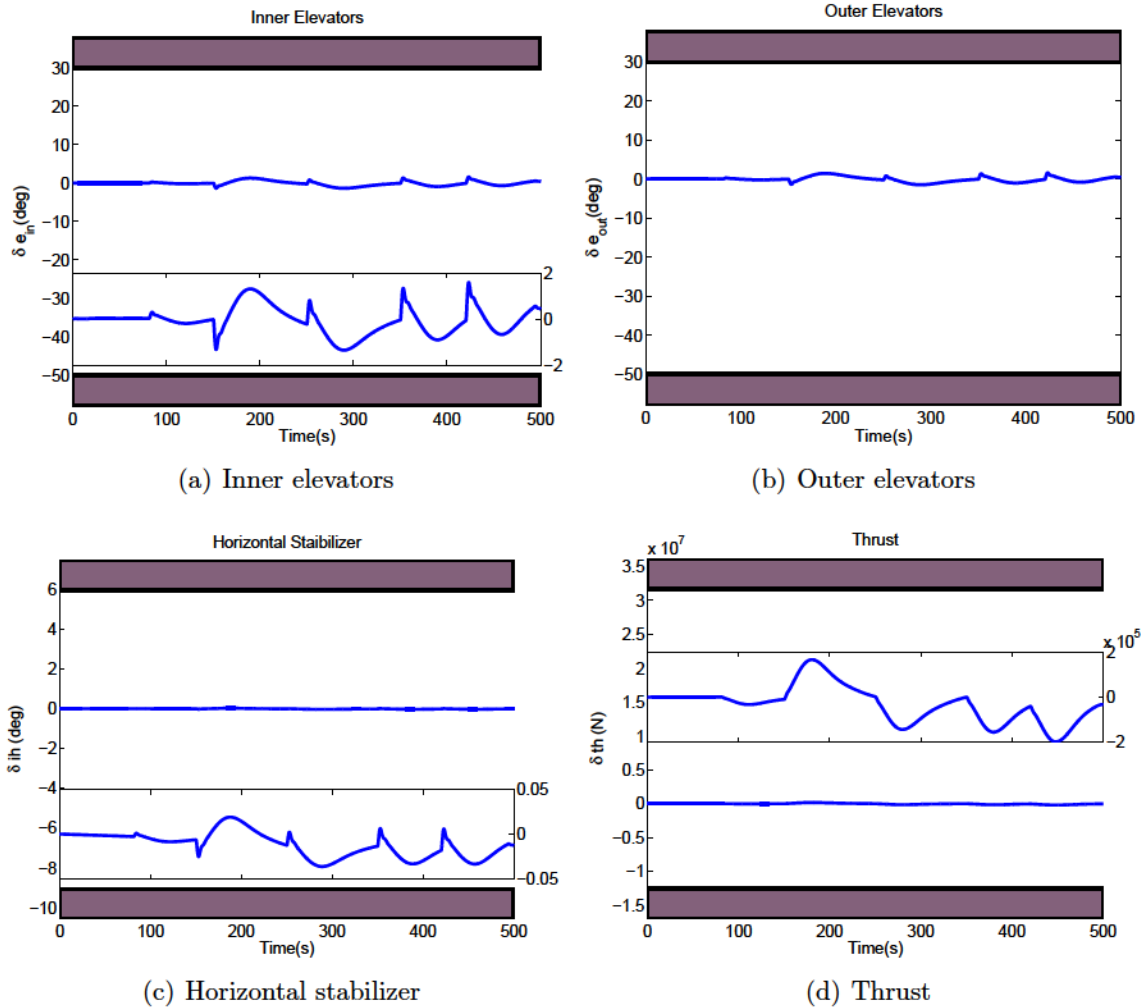 Inner Elevators
30
20
10
0
−10
−20
−30
−40
−50
2
0
−2
δ e_in(deg)
0 100 200 300 400 500
Time(s)
(a) Inner elevators
Outer Elevators
30
20
10
0
−10
−20
−30
−40
−50
δ e_out(deg)
0 100 200 300 400 500
Time(s)
(b) Outer elevators
Horizontal Staibilizer
6
4
2
0
−2
−4
−6
−8
−10
0.05
0
−0.05
δ ih (deg)
0 100 200 300 400 500
Time(s)
(c) Horizontal stabilizer
Thrust
x 10^7
3.5
3
2.5
2
1.5
1
0.5
0
−0.5
−1
−1.5
x 10^5
2
0
−2
δ th (N)
0 100 200 300 400 500
Time(s)
(d) Thrust